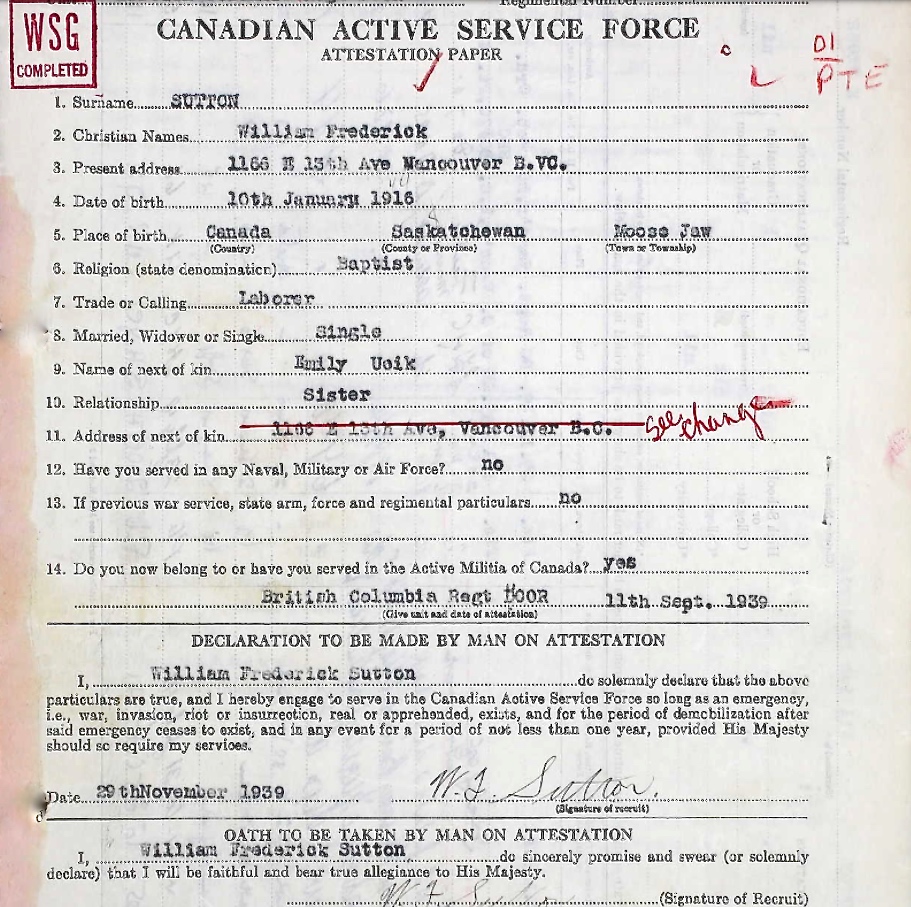 Regimental Number
WSG
COMPLETED
CANADIAN ACTIVE SERVICE FORCE
ATTESTATION PAPER
C
L
D1
PTE
1. Surname SUTTON
2. Christian Names William Frederick
3. Present address 1166 E 13th Ave Vancouver B.VC.
4. Date of birth 10th January 1916
5. Place of birth Canada Saskatchewan Moose Jaw
(Country) (County or Province) (Town or Township)
6. Religion (state denomination) Baptist
7. Trade or Calling Laborer
8. Married, Widower or Single Single
9. Name of next of kin Emily Uoik
10. Relationship Sister
11. Address of next of kin 1166 E 13th Ave, Vancouver B.C. See change
12. Have you served in any Naval, Military or Air Force? no
13. If previous war service, state arm, force and regimental particulars no
14. Do you now belong to or have you served in the Active Militia of Canada? yes
British Columbia Regt DCOR 11th Sept. 1939
(Give unit and date of attestation)
DECLARATION TO BE MADE BY MAN ON ATTESTATION
I, William Frederick Sutton do solemnly declare that the above
particulars are true, and I hereby engage to serve in the Canadian Active Service Force so long as an emergency,
i.e., war, invasion, riot or insurrection, real or apprehended, exists, and for the period of demobilization after
said emergency ceases to exist, and in any event for a period of not less than one year, provided His Majesty
should so require my services.
Date 29thNovember 1939 W.F. Sutton.
(Signature of recruit)
OATH TO BE TAKEN BY MAN ON ATTESTATION
I, William Frederick Sutton do sincerely promise and swear (or solemnly
declare) that I will be faithful and bear true allegiance to His Majesty.
W F Sutton (Signature of Recruit)